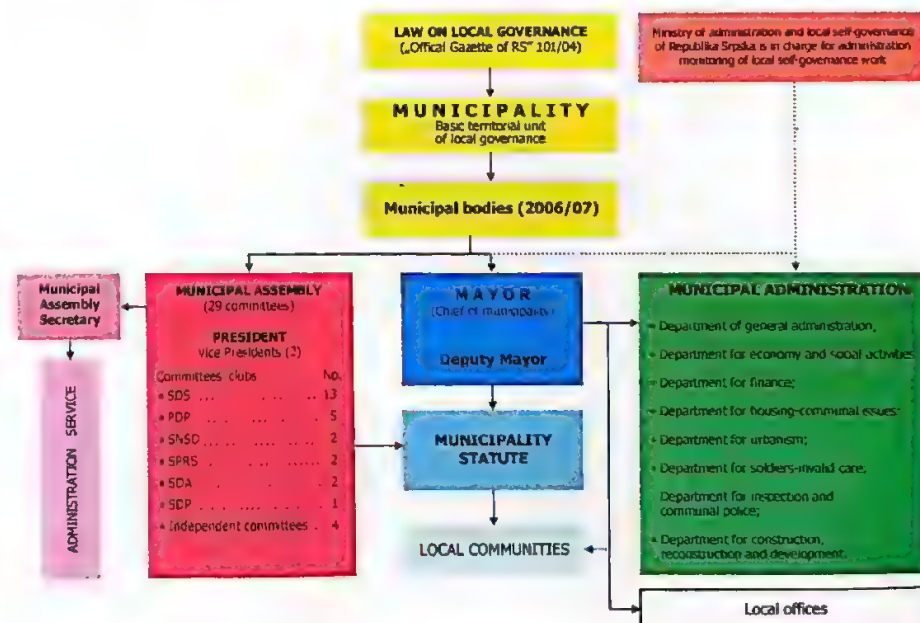 LAW ON LOCAL GOVERNANCE
(„Offical Gazette of RS" 101/04)
Ministry of administration and local self-governance
of Republika Srpska is in charge for administration
monitoring of local self-governance work
MUNICIPALITY
Basic territorial unit
of local governance
Municipal bodies (2006/07)
Municipal
Assembly
Secretary
ADMINISTRATION SERVICE
MUNICIPAL ASSEMBLY
(29 committees)
PRESIDENT
Vice Presidents (2)
Committees clubs No.
• SDS ... . .. . ... . 13
• PDP ... . . . .. ... 5
• SNSD ... . .... ...... 2
• SPRS ... . .. ... ...... 2
• SDA ... . . . .... ... 2
• SDP ... .. .. . ... 1
• Independent committees . 4
MAYOR
(Chief of municipality)
Deputy Mayor
MUNICIPALITY
STATUTE
LOCAL COMMUNITIES
MUNICIPAL ADMINISTRATION
• Department of general administration;
• Department for economy and social activities
• Department for finance;
• Department for housing-communal issues;
• Department for urbanism;
• Department for soldiers-invalid care;
Department for inspection and
communal police;
• Department for construction,
reconstruction and development.
Local offices